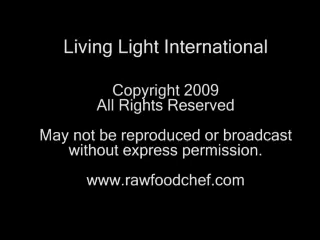 Living Light International
Copyright 2009
All Rights Reserved
May not be reproduced or broadcast
without express permission.
www.rawfoodchef.com